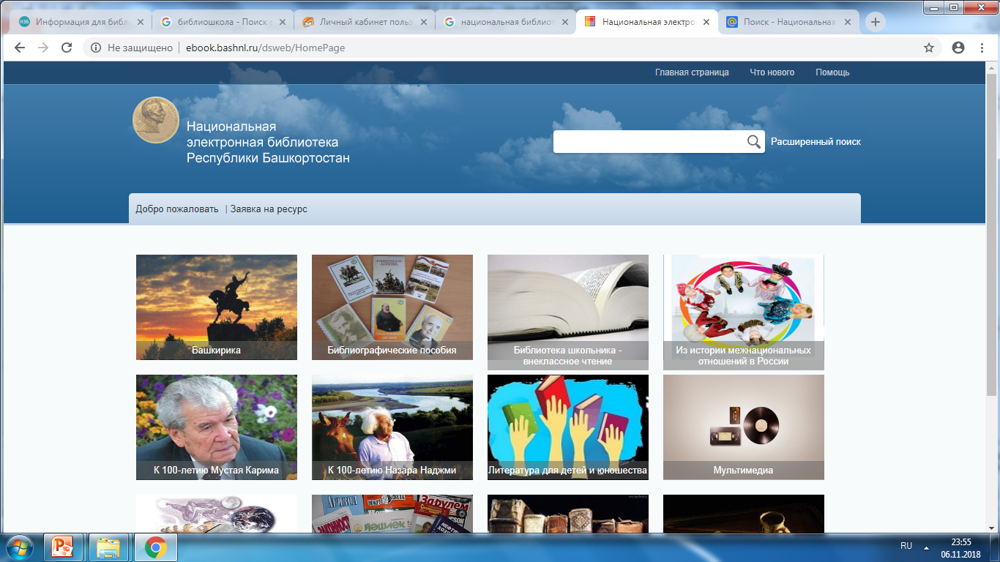 Информация для библ
библиошкола - Поиск в
Личный кабинет польз
национальная библиот
Национальная электрон
Поиск - Национальная
Не защищено
ebook.bashnl.ru/dsweb/HomePage
Главная страница
Что нового
Помощь
Национальная
электронная библиотека
Республики Башкортостан
Расширенный поиск
Добро пожаловать | Заявка на ресурс
Башкирика
Библиографические пособия
Библиотека школьника -
внеклассное чтение
Из истории межнациональных
отношений в России
К 100-летию Мустая Карима
К 100-летию Назара Наджми
Литература для детей и юношества
Мультимедиа
ЗаРулем
RU
23:55
06.11.2018